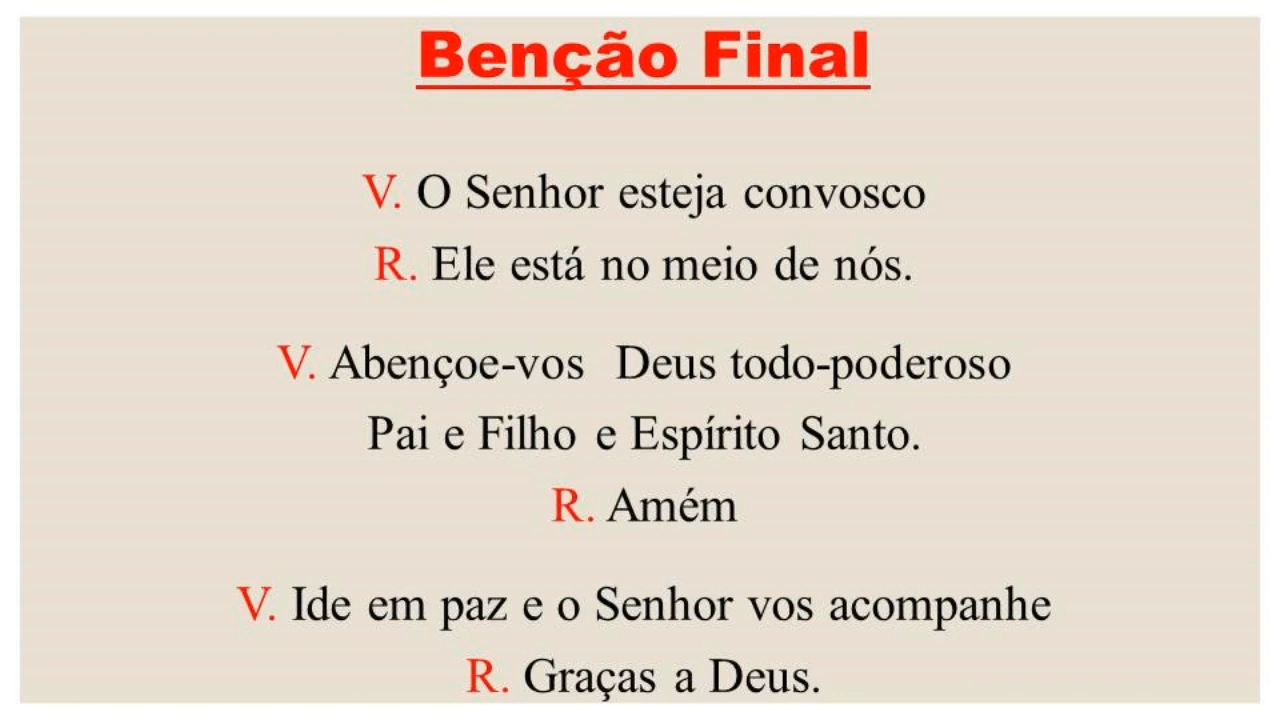 Benção Final
V. O Senhor esteja convosco
R. Ele está no meio de nós.
V. Abençoe-vos Deus todo-poderoso
Pai e Filho e Espírito Santo.
R. Amém
V. Ide em paz e o Senhor vos acompanhe
R. Graças a Deus.